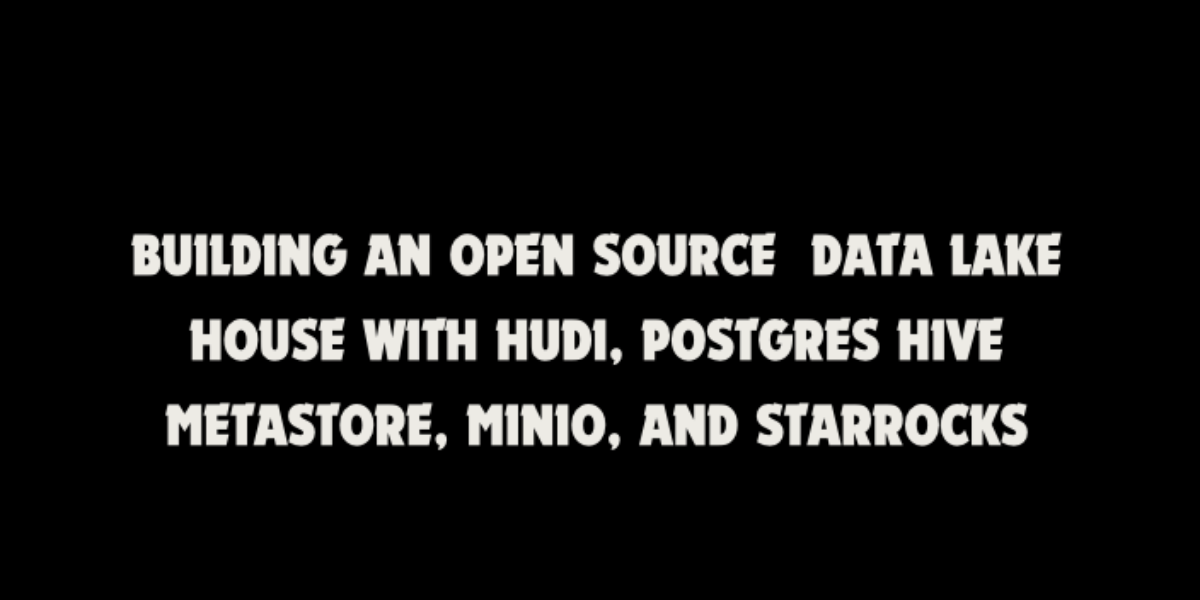 BUILDING AN OPEN SOURCE  DATA LAKE
HOUSE WITH HUDI, POSTGRES HIVE
METASTORE, MINIO, AND STARROCKS